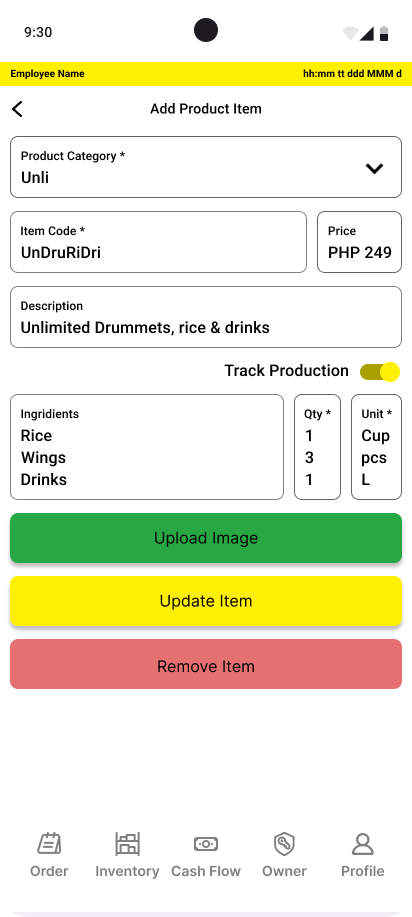 9:30
Employee Name hh:mm tt ddd MMM d
Add Product Item
Product Category *
Unli
Item Code *
UnDruRiDri
Price
PHP 249
Description
Unlimited Drummets, rice & drinks
Track Production
Ingridients
Rice
Wings
Drinks
Qty *
1
3
1
Unit *
Cup
pcs
L
Upload Image
Update Item
Remove Item
Order Inventory Cash Flow Owner Profile